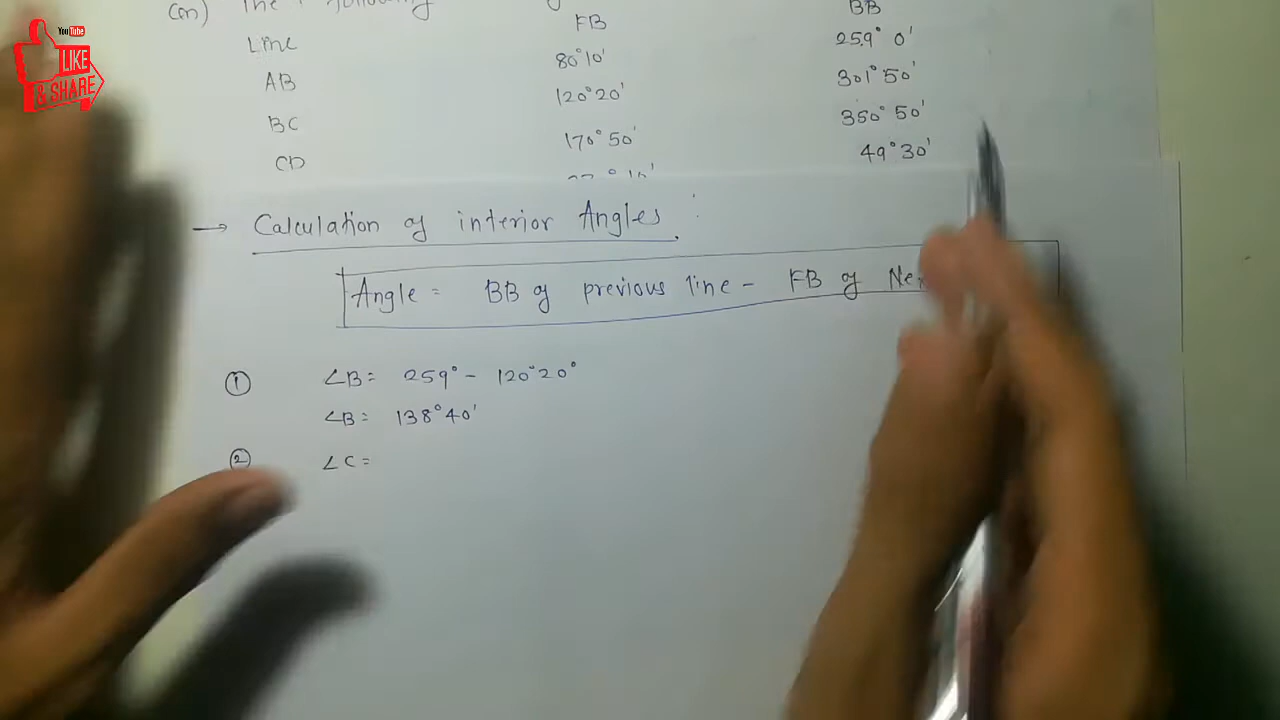 YouTube
LIKE
& SHARE
(m) The following
Line FB BB
AB 80°10' 259° 0'
BC 120°20' 301°50'
CD 170°50' 350°50'
49°30'
→ Calculation of interior Angles :
Angle = BB of previous line - FB of
① ∠B = 259° - 120°20°
∠B = 138°40'
② ∠C =